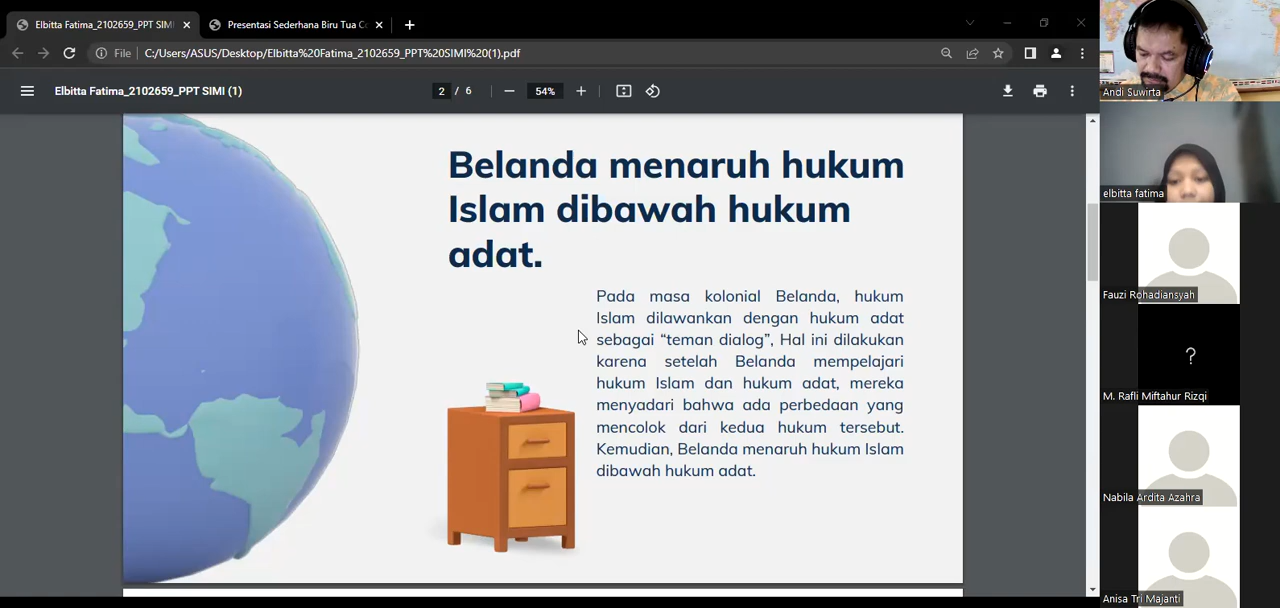 Elbitta Fatima_2102659_PPT SIMI
Presentasi Sederhana Biru Tua Co
File
C:/Users/ASUS/Desktop/Elbitta%20Fatima_2102659_PPT%20SIMI%20(1).pdf
Elbitta Fatima_2102659_PPT SIMI (1)
2 / 6
54%
Belanda menaruh hukum
Islam dibawah hukum
adat.
Pada masa kolonial Belanda, hukum
Islam dilawankan dengan hukum adat
sebagai “teman dialog”, Hal ini dilakukan
karena setelah Belanda mempelajari
hukum Islam dan hukum adat, mereka
menyadari bahwa ada perbedaan yang
mencolok dari kedua hukum tersebut.
Kemudian, Belanda menaruh hukum Islam
dibawah hukum adat.
Andi Suwirta
elbitta fatima
Fauzi Rohadiansyah
?
M. Rafli Miftahur Rizqi
Nabila Ardita Azahra
Anisa Tri Majanti